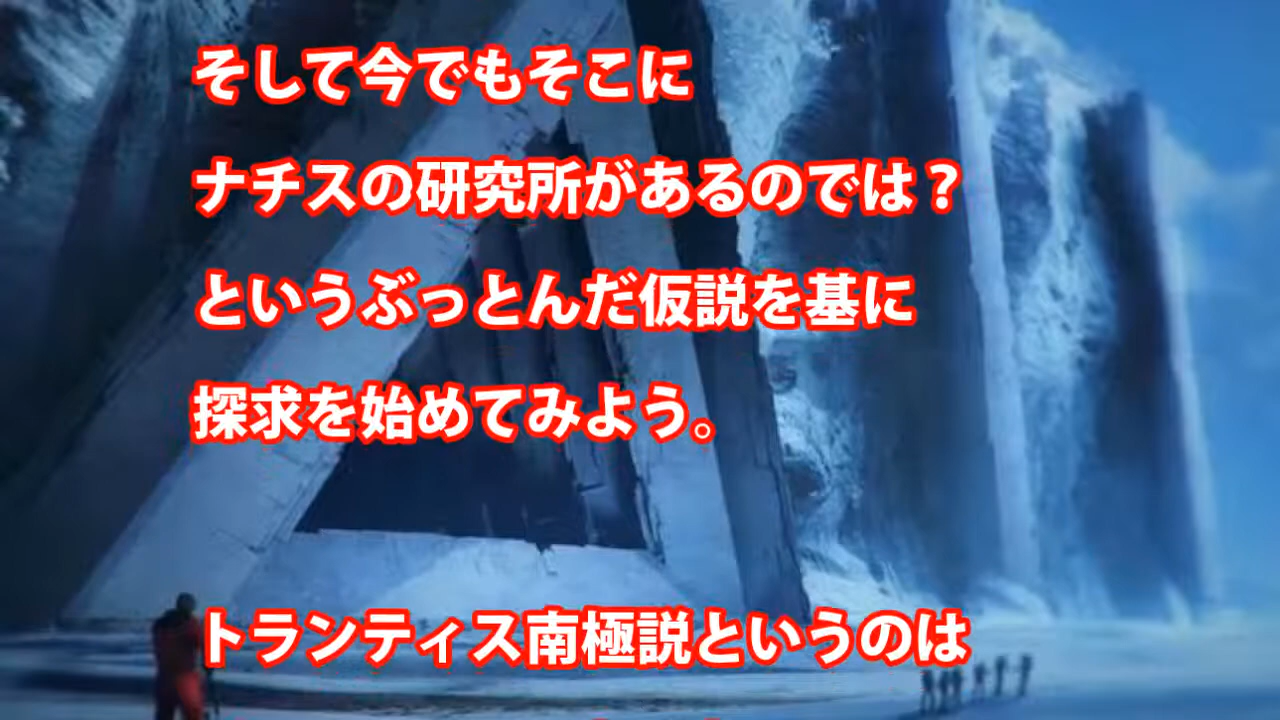 そして今でもそこに
ナチスの研究所があるのでは？
というぶっとんだ仮説を基に
探求を始めてみよう。
トランティス南極説というのは